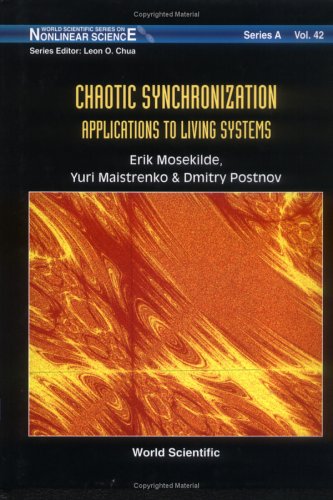 WORLD SCIENTIFIC SERIES ON
NONLINEAR SCIENCE
Series A Vol. 42
Series Editor: Leon O. Chua
CHAOTIC SYNCHRONIZATION
APPLICATIONS TO LIVING SYSTEMS
Erik Mosekilde,
Yuri Maistrenko & Dmitry Postnov
World Scientific